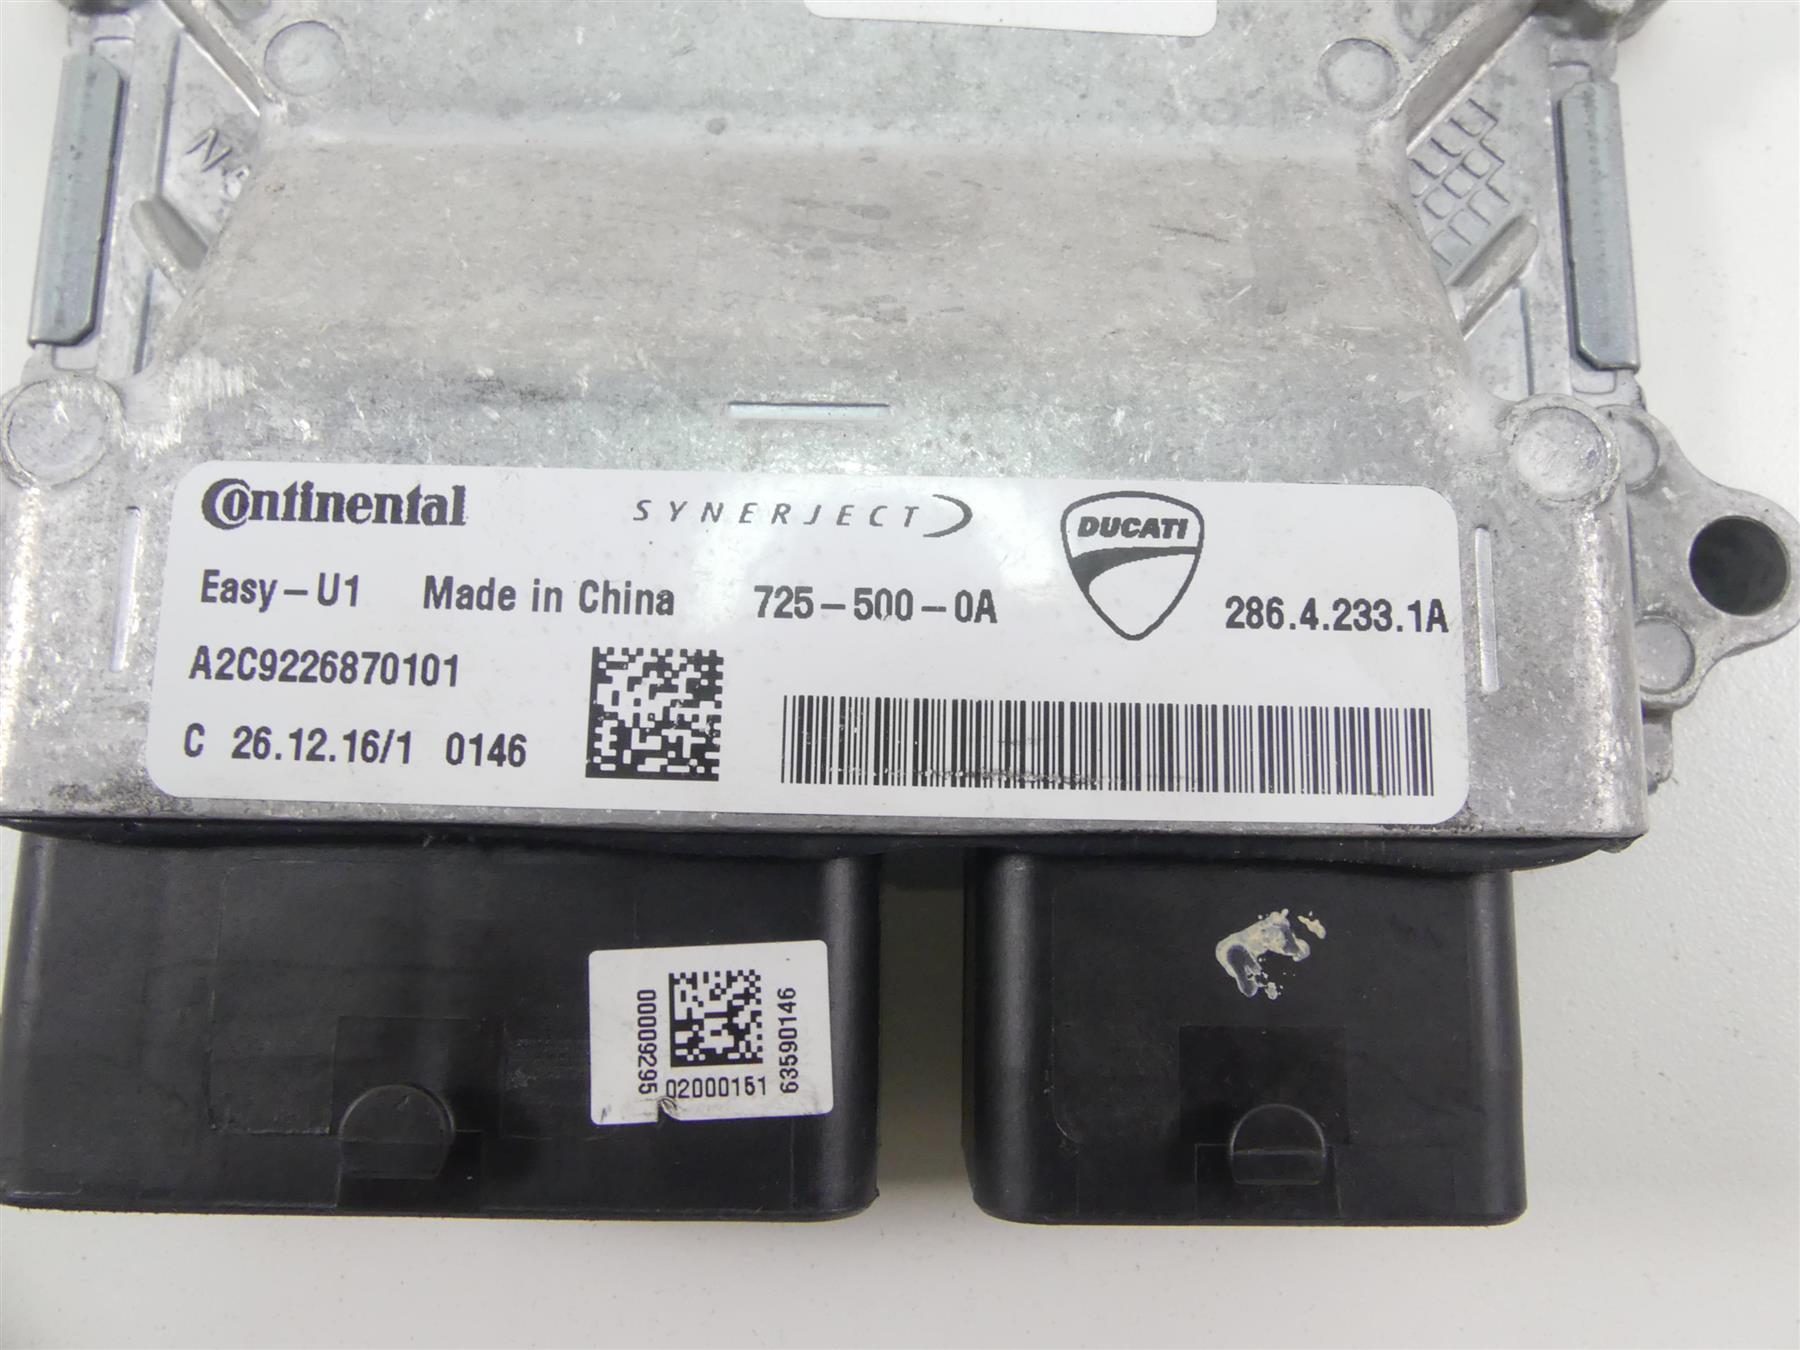 Continental SYNERJECT DUCATI
Easy-U1 Made in China 725-500-0A 286.4.233.1A
A2C9226870101
C 26.12.16/1 0146
00009295
02000151
63590146